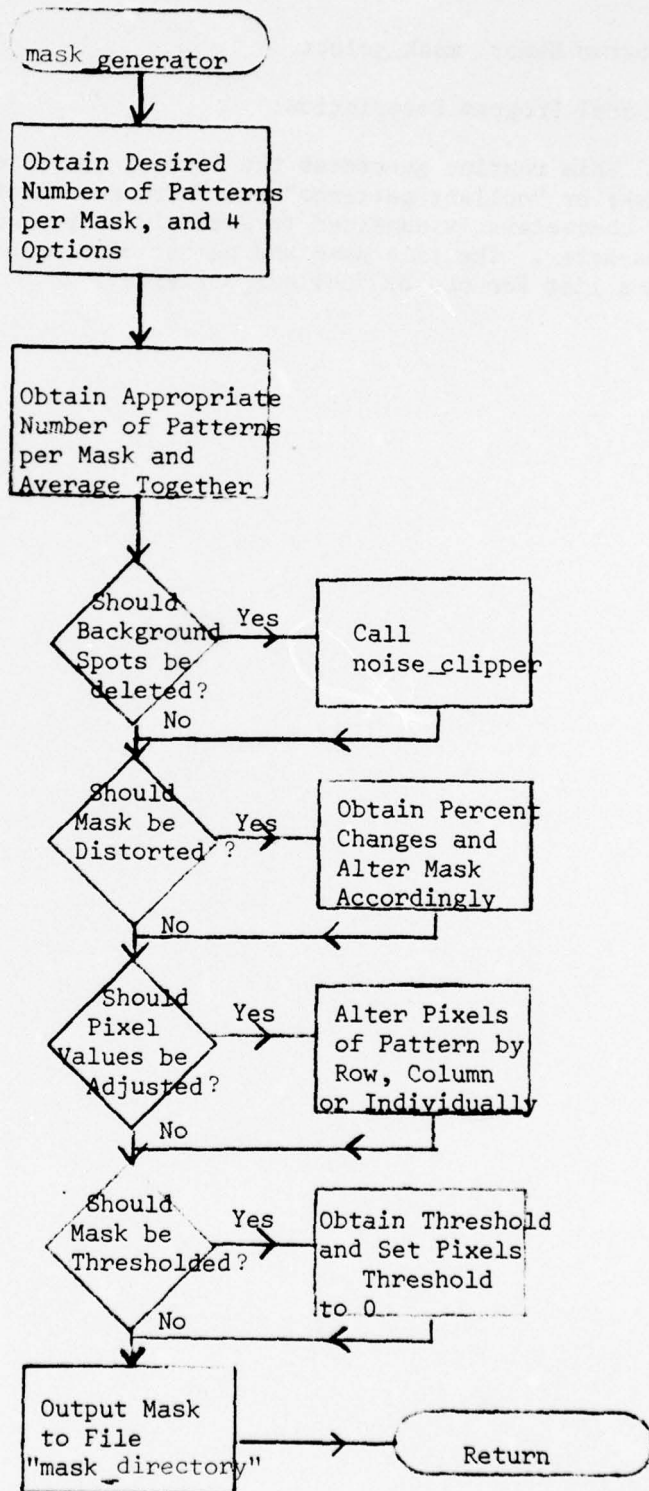 mask_generator
Obtain Desired
Number of Patterns
per Mask, and 4
Options
Obtain Appropriate
Number of Patterns
per Mask and
Average Together
Should
Background
Spots be
deleted?
Yes
Call
noise_clipper
No
Should
Mask be
Distorted ?
Yes
Obtain Percent
Changes and
Alter Mask
Accordingly
No
Should
Pixel
Values be
Adjusted?
Yes
Alter Pixels
of Pattern by
Row, Column
or Individually
No
Should
Mask be
Thresholded?
Yes
Obtain Threshold
and Set Pixels
Threshold
to 0
No
Output Mask
to File
"mask_directory"
Return